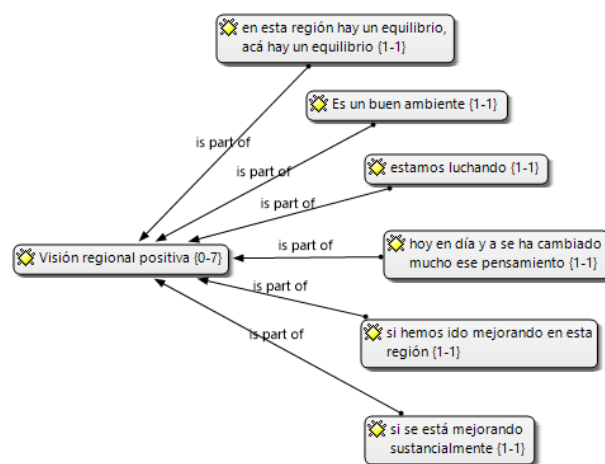 en esta región hay un equilibrio,
acá hay un equilibrio {1-1}
Es un buen ambiente {1-1}
is part of
is part of
estamos luchando {1-1}
is part of
hoy en día y a se ha cambiado
mucho ese pensamiento {1-1}
is part of
Visión regional positiva {0-7}
is part of
si hemos ido mejorando en esta
región {1-1}
is part of
si se está mejorando
sustancialmente {1-1}